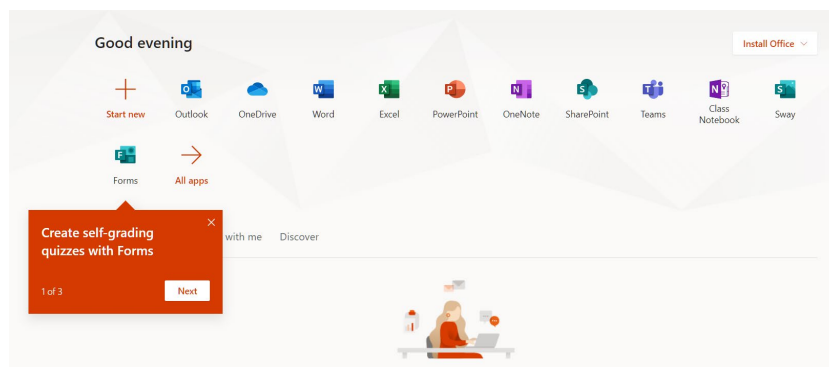 Good evening
Install Office
Start new
Outlook
OneDrive
Word
Excel
PowerPoint
OneNote
SharePoint
Teams
Class
Notebook
Sway
Forms
All apps
Create self-grading
quizzes with Forms
1 of 3
Next
with me
Discover